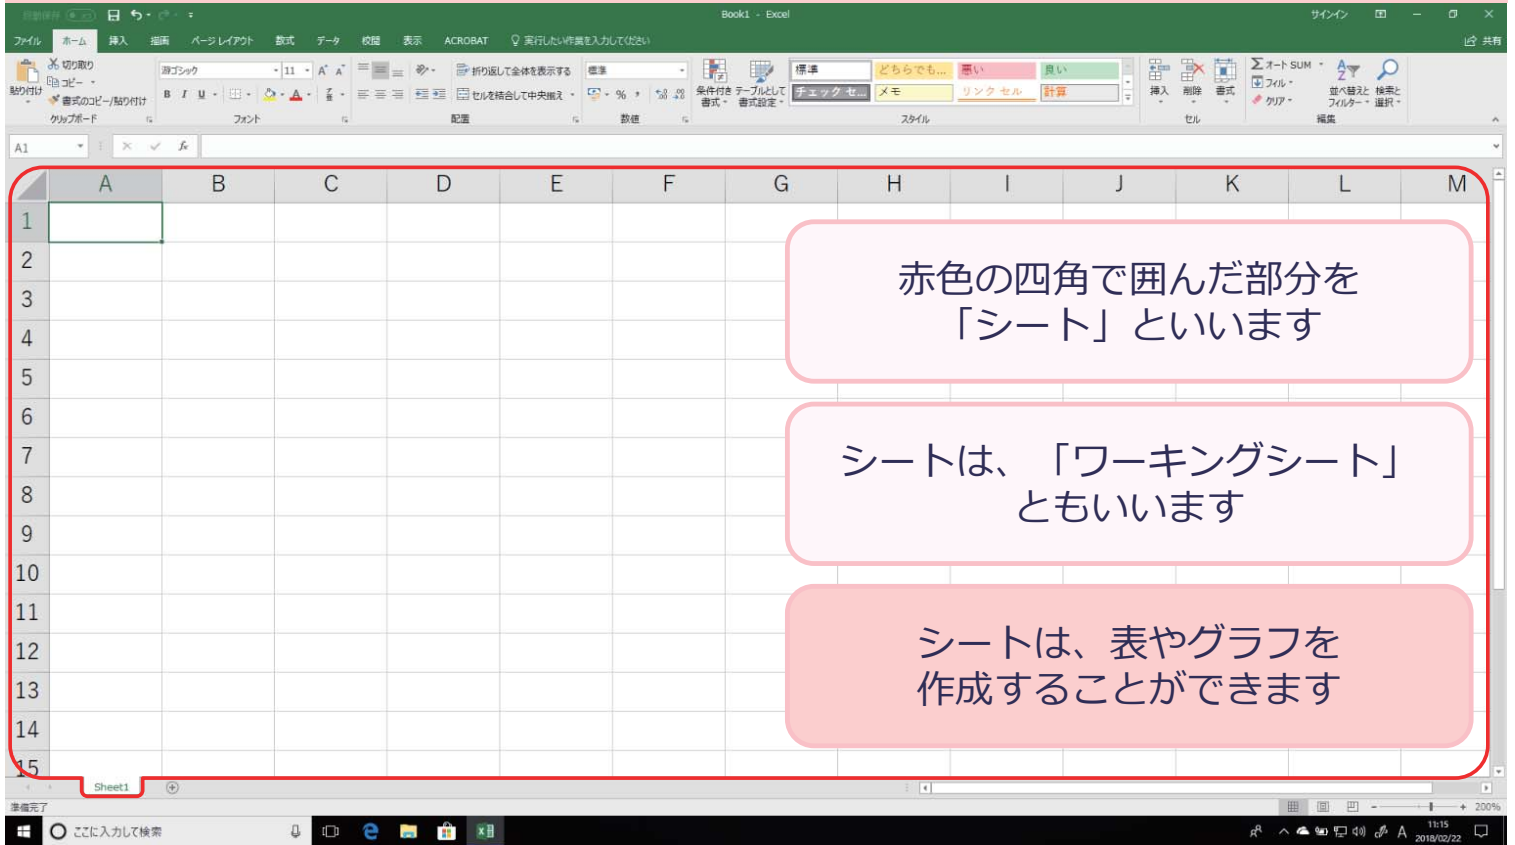 自動保存
Book1 - Excel
サインイン
ファイル ホーム 挿入 描画 ページ レイアウト 数式 データ 校閲 表示 ACROBAT 実行したい作業を入力してください 共有
貼り付け
切り取り
コピー
書式のコピー/貼り付け
クリップボード
游ゴシック 11 A A
B I U A
フォント
折り返して全体を表示する
セルを結合して中央揃え
配置
標準
% ,
数値
条件付き書式
テーブルとして書式設定
標準 どちらでも... 悪い 良い
チェック セ... メモ リンク セル 計算
スタイル
挿入 削除 書式
セル
Σ オート SUM
フィル
クリア
並べ替えと フィルター
検索と 選択
編集
A1
fx
A B C D E F G H I J K L M
1
2
3
4
5
6
7
8
9
10
11
12
13
14
15
赤色の四角で囲んだ部分を
「シート」といいます
シートは、「ワーキングシート」
ともいいます
シートは、表やグラフを
作成することができます
Sheet1
準備完了
200%
ここに入力して検索
A
11:15
2018/02/22